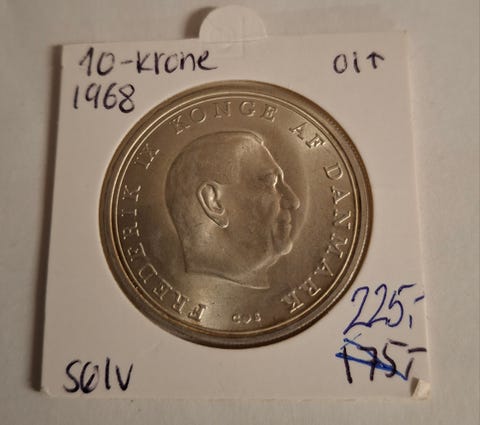 10-krone 01↑
1968
FREDERIK IX KONGE AF DANMARK
C♥S
sølv
225,-
175,-